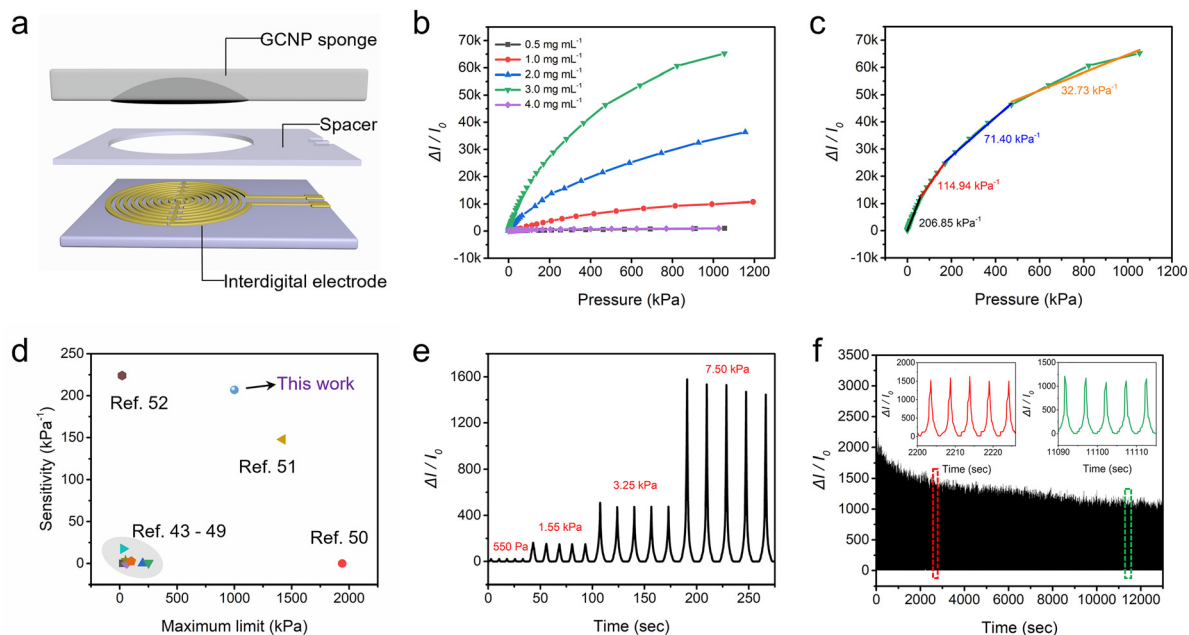 a
GCNP sponge
Spacer
Interdigital electrode
b
ΔI / I0
70k
60k
50k
40k
30k
20k
10k
0
-10k
0.5 mg mL-1
1.0 mg mL-1
2.0 mg mL-1
3.0 mg mL-1
4.0 mg mL-1
0 200 400 600 800 1000 1200
Pressure (kPa)
c
ΔI / I0
70k
60k
50k
40k
30k
20k
10k
0
-10k
32.73 kPa-1
71.40 kPa-1
114.94 kPa-1
206.85 kPa-1
0 200 400 600 800 1000 1200
Pressure (kPa)
d
Sensitivity (kPa-1)
250
200
150
100
50
0
This work
Ref. 52
Ref. 51
Ref. 43 - 49
Ref. 50
0 500 1000 1500 2000
Maximum limit (kPa)
e
ΔI / I0
1600
1200
800
400
0
7.50 kPa
3.25 kPa
1.55 kPa
550 Pa
0 50 100 150 200 250
Time (sec)
f
ΔI / I0
3500
3000
2500
2000
1500
1000
500
0
ΔI / I0
2000
1500
1000
500
0
2200 2210 2220
Time (sec)
ΔI / I0
2000
1500
1000
500
0
11090 11100 11110
Time (sec)
0 2000 4000 6000 8000 10000 12000
Time (sec)